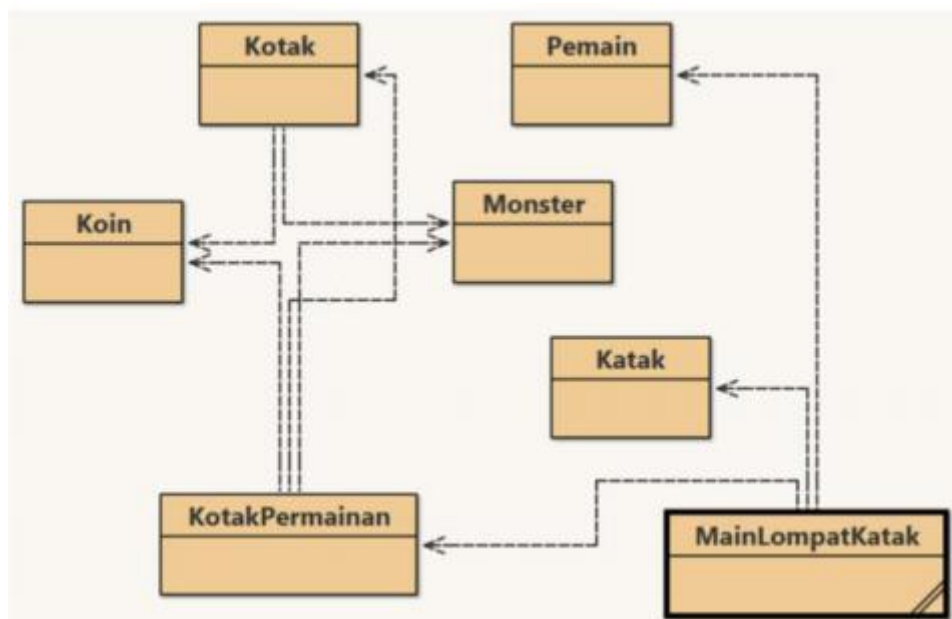 Kotak
Pemain
Koin
Monster
Katak
KotakPermainan
MainLompatKatak